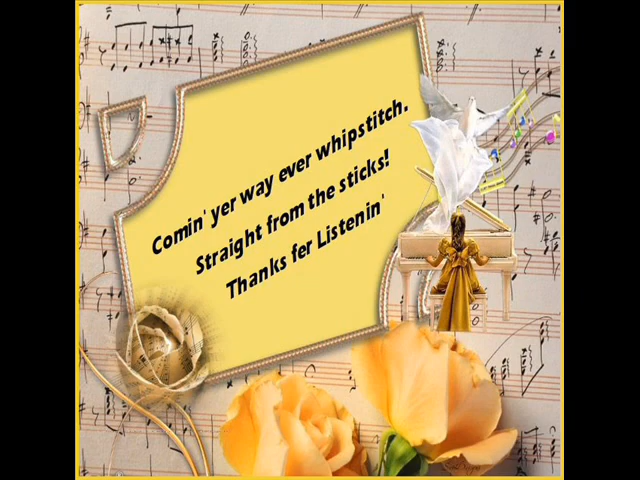 Comin' yer way ever whipstitch.
Straight from the sticks!
Thanks fer Listenin'